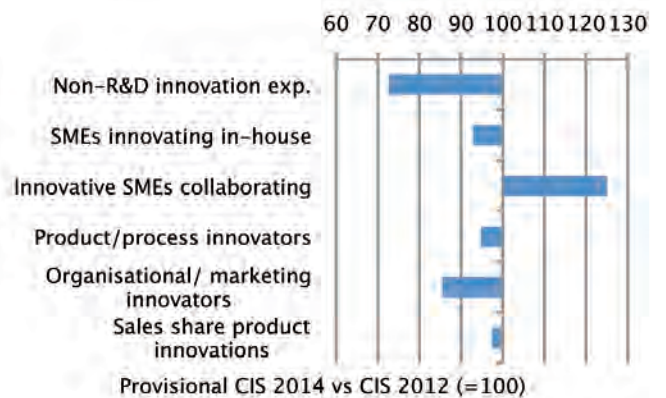 60 70 80 90 100 110 120 130
Non-R&D innovation exp.
SMEs innovating in-house
Innovative SMEs collaborating
Product/process innovators
Organisational/ marketing
innovators
Sales share product
innovations
Provisional CIS 2014 vs CIS 2012 (=100)